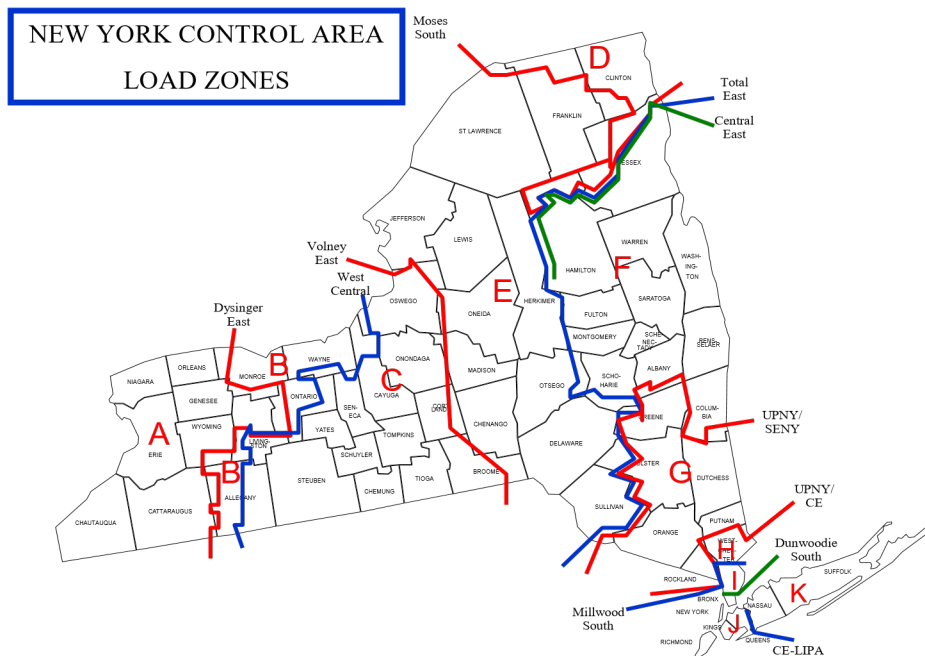 NEW YORK CONTROL AREA
LOAD ZONES
Moses
South
D
CLINTON
Total
East
Central
East
FRANKLIN
ST LAWRENCE
ESSEX
JEFFERSON
LEWIS
WARREN
WASH-
ING-
TON
Volney
East
West
Central
HAMILTON
F
E
OSWEGO
HERKIMER
SARATOGA
ONEIDA
FULTON
Dysinger
East
MONTGOMERY
SCHE
NEC-
TADY
RENS-
SELAER
WAYNE
ONONDAGA
ORLEANS
B
MONROE
MADISON
ALBANY
NIAGARA
C
OTSEGO
SCHO-
HARIE
GENESEE
ONTARIO
CAYUGA
SEN-
ECA
CORT
LAND
COLUM-
BIA
GREENE
UPNY/
SENY
WYOMING
YATES
CHENANGO
A
LIVING-
STON
TOMPKINS
DELAWARE
ERIE
SCHUYLER
ULSTER
B
G
STEUBEN
TIOGA
BROOME
DUTCHESS
CHEMUNG
ALLEGANY
UPNY/
CE
SULLIVAN
CATTARAUGUS
CHAUTAUQUA
PUTNAM
ORANGE
WEST-
CHES-
TER
H
Dunwoodie
South
SUFFOLK
ROCKLAND
I
K
BRONX
NASSAU
Millwood
South
NEW YORK
KINGS
J
QUEENS
RICHMOND
CE-LIPA